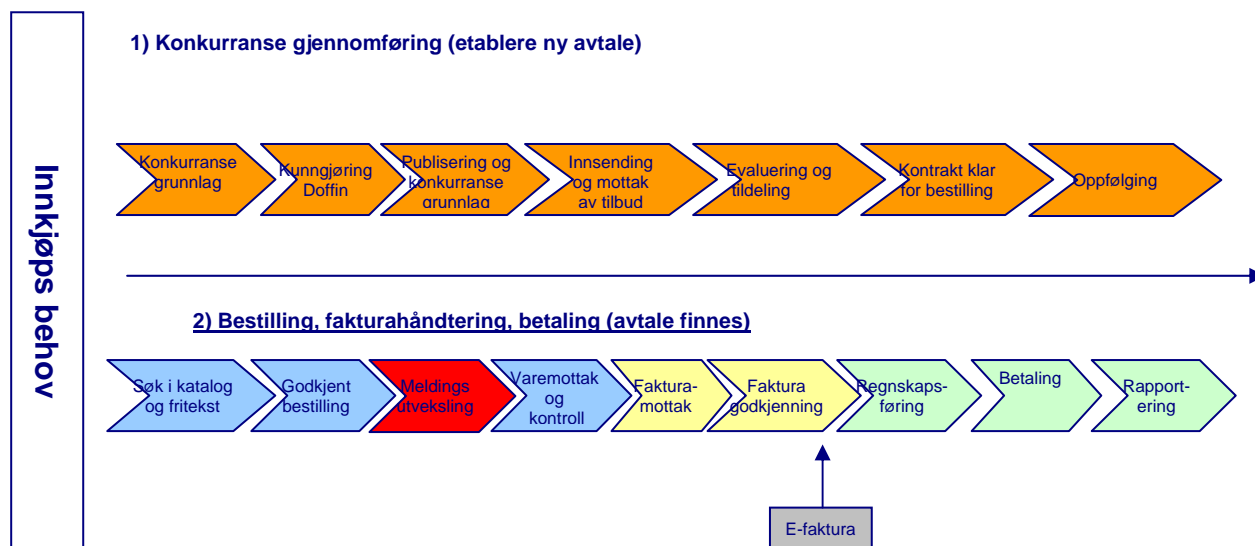 Innkjøps behov
1) Konkurranse gjennomføring (etablere ny avtale)
Konkurranse
grunnlag
Kunngjøring
Doffin
Publisering og
konkurranse
grunnlag
Innsending
og mottak
av tilbud
Evaluering og
tildeling
Kontrakt klar
for bestilling
Oppfølging
2) Bestilling, fakturahåndtering, betaling (avtale finnes)
Søk i katalog
og fritekst
Godkjent
bestilling
Meldings
utveksling
Varemottak
og
kontroll
Faktura-
mottak
Faktura
godkjenning
Regnskaps-
føring
Betaling
Rapport-
ering
E-faktura